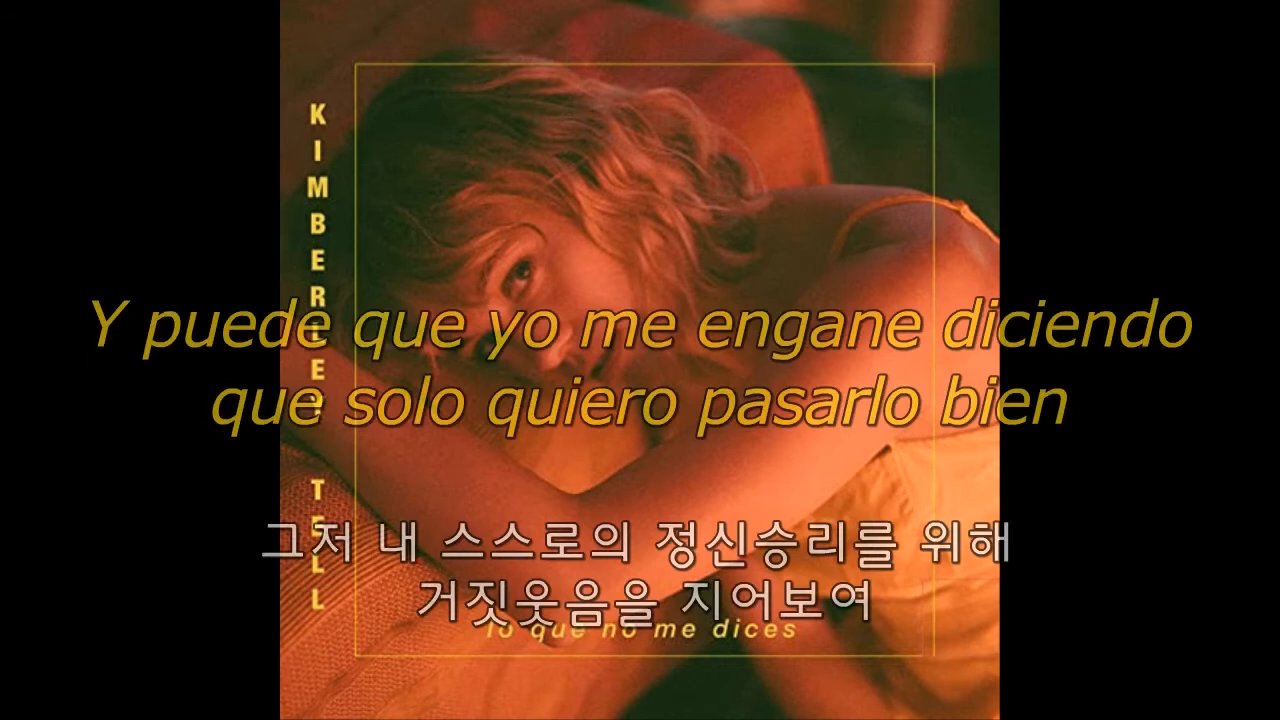 KIMBERLEY TELL
Y puede que yo me engane diciendo
que solo quiero pasarlo bien
그저 내 스스로의 정신승리를 위해
거짓웃음을 지어보여
lo que no me dices